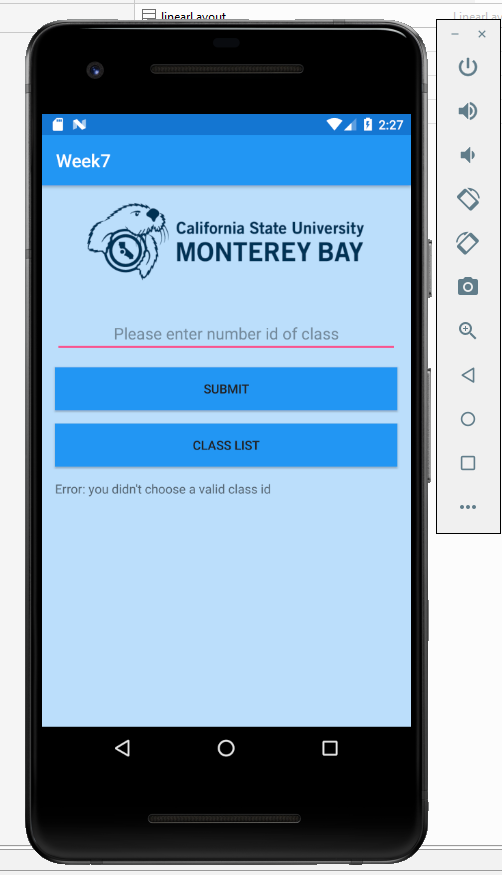 linearLayout
LinearLay
2:27
Week7
California State University
MONTEREY BAY
Please enter number id of class
SUBMIT
CLASS LIST
Error: you didn't choose a valid class id